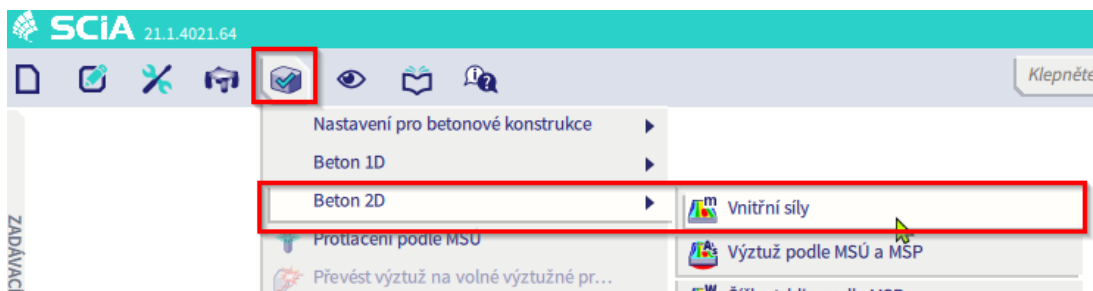 SCiA 21.1.4021.64
Klepněte
Nastavení pro betonové konstrukce
Beton 1D
Beton 2D
Vnitřní síly
Protlačení podle MSÚ
Výztuž podle MSÚ a MSP
Převést výztuž na volné výztužné pr...
ZADÁVACÍ